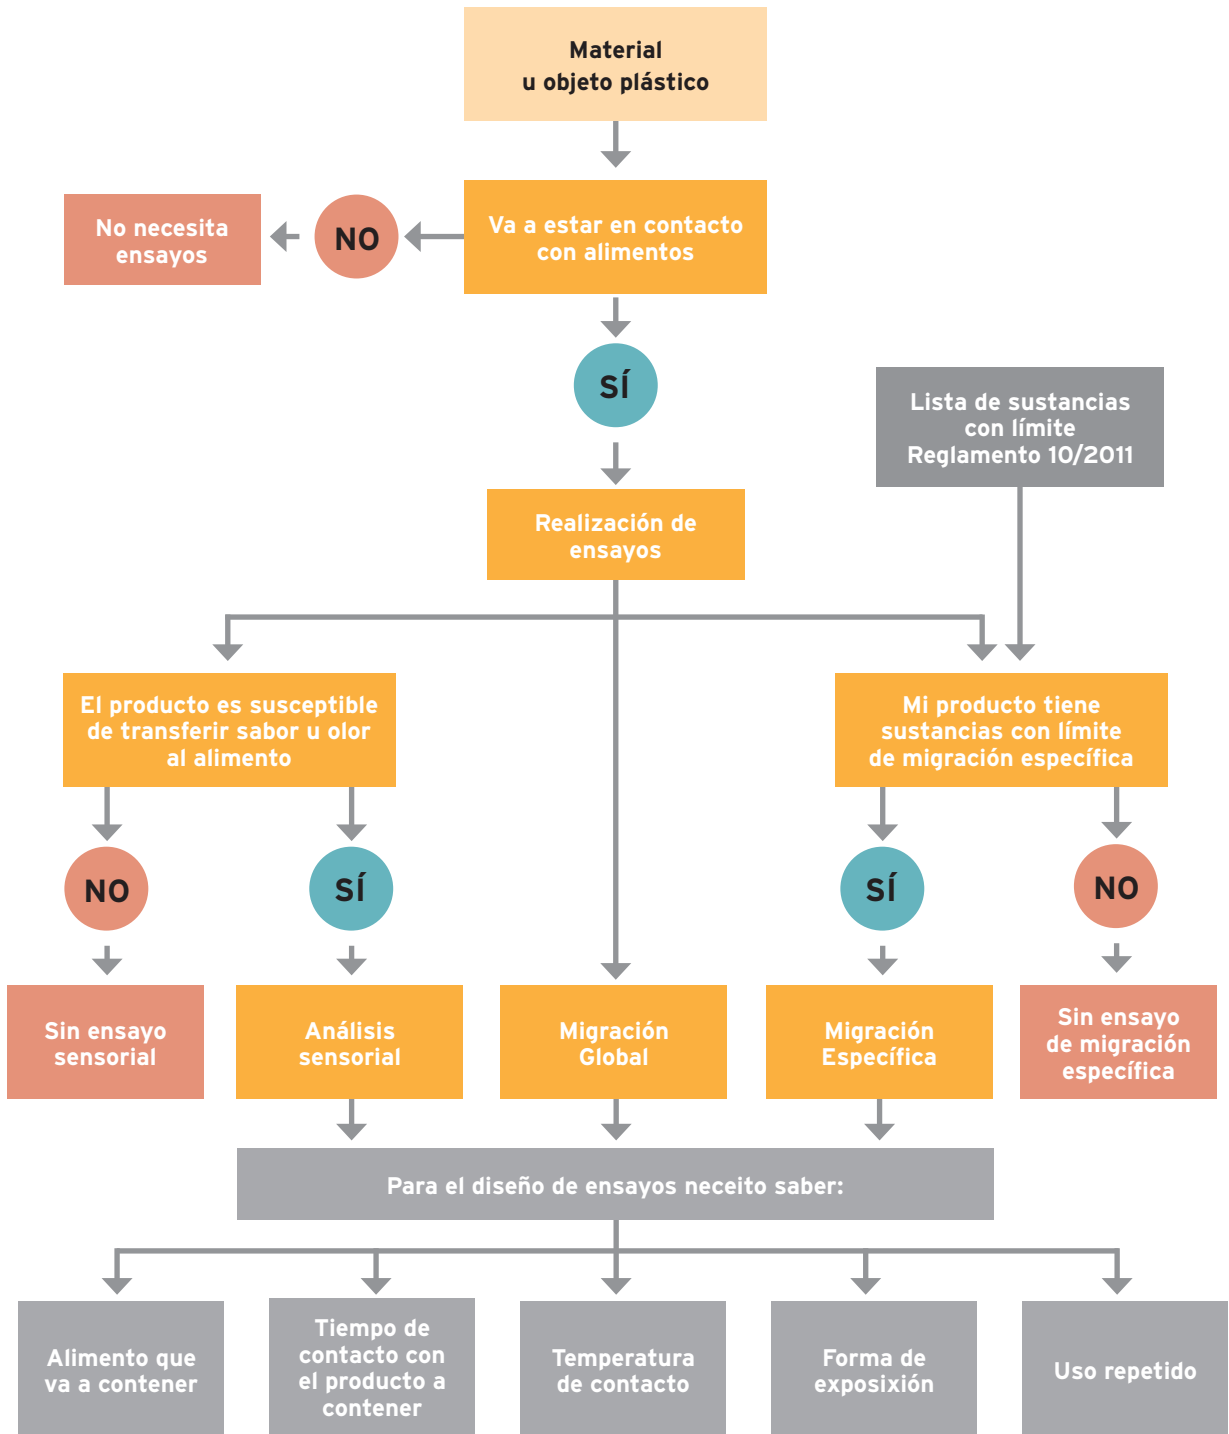 Material
u objeto plástico
No necesita
ensayos
NO
Va a estar en contacto
con alimentos
SÍ
Lista de sustancias
con límite
Reglamento 10/2011
Realización de
ensayos
El producto es susceptible
de transferir sabor u olor
al alimento
Mi producto tiene
sustancias con límite
de migración específica
NO
SÍ
SÍ
NO
Sin ensayo
sensorial
Análisis
sensorial
Migración
Global
Migración
Específica
Sin ensayo
de migración
específica
Para el diseño de ensayos neceito saber:
Alimento que
va a contener
Tiempo de
contacto con
el producto a
contener
Temperatura
de contacto
Forma de
exposixión
Uso repetido